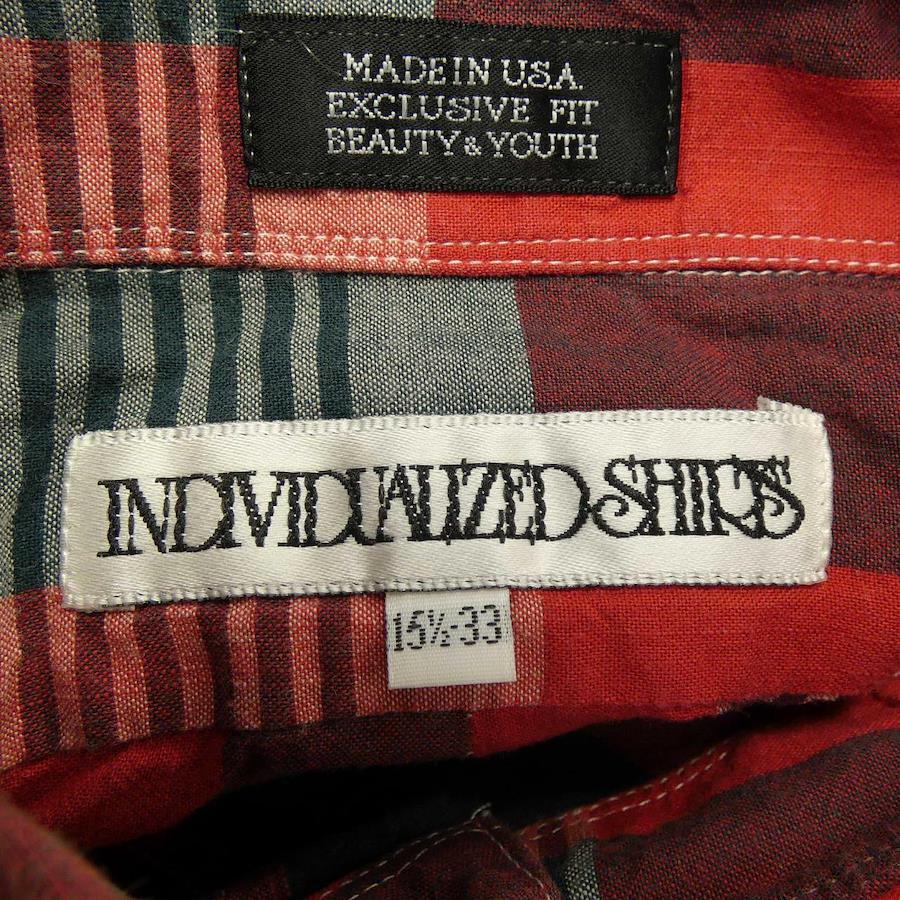 MADE IN U.S.A.
EXCLUSIVE FIT
BEAUTY & YOUTH
INDIVIDUALIZED SHIRTS
15½-33